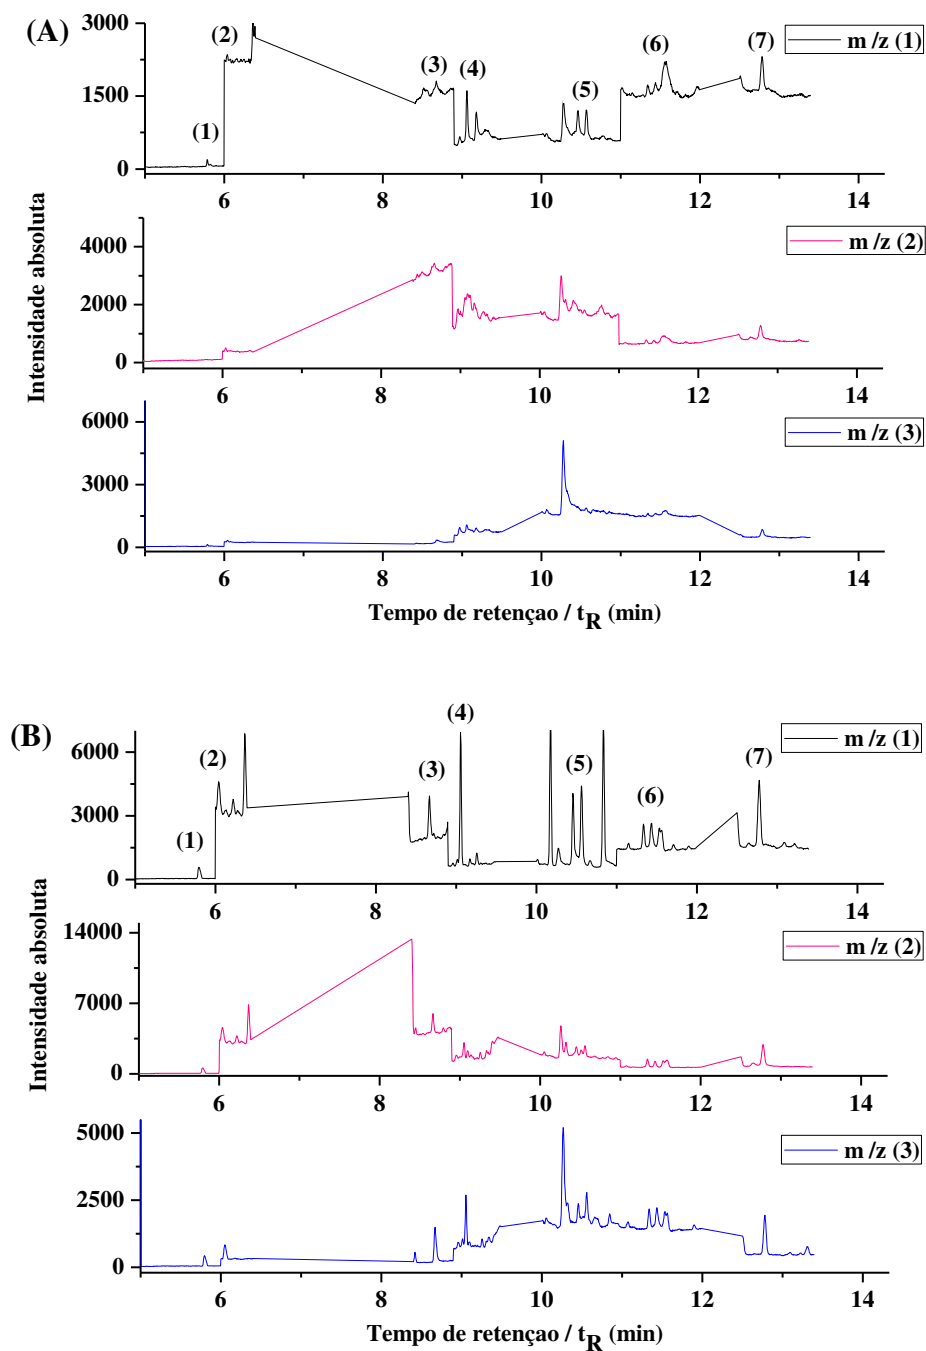 (A)
Intensidade absoluta
3000
1500
0
(1)
(2)
(3)
(4)
(5)
(6)
(7)
m /z (1)
6 8 10 12 14
4000
2000
0
m /z (2)
6 8 10 12 14
6000
3000
0
m /z (3)
6 8 10 12 14
Tempo de retençao / tR (min)
(B)
Intensidade absoluta
6000
3000
0
(1)
(2)
(3)
(4)
(5)
(6)
(7)
m /z (1)
6 8 10 12 14
14000
7000
0
m /z (2)
6 8 10 12 14
5000
2500
0
m /z (3)
6 8 10 12 14
Tempo de retençao / tR (min)